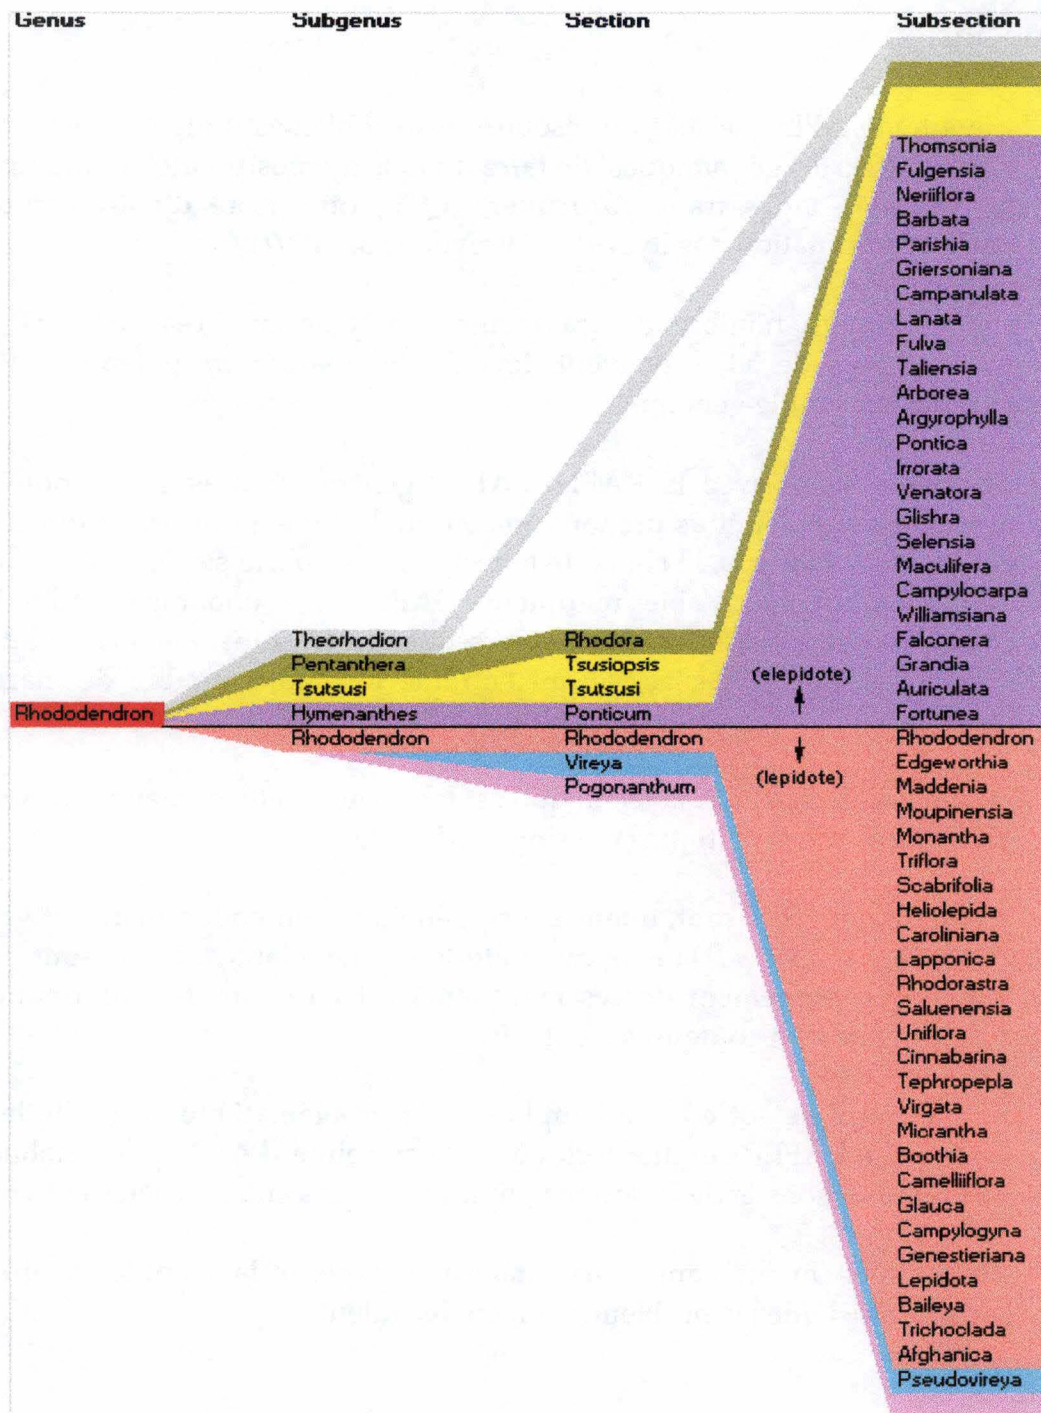 Genus Subgenus Section Subsection
Thomsonia
Fulgensia
Neriiflora
Barbata
Parishia
Griersoniana
Campanulata
Lanata
Fulva
Taliensia
Arborea
Argyrophylla
Pontica
Irrorata
Venatora
Glishra
Selensia
Maculifera
Campylocarpa
Williamsiana
Theorhodion Rhodora Falconera
Pentanthera Tsusiopsis Grandia
Tsutsusi Tsutsusi (elepidote) Auriculata
Rhododendron Hymenanthes Ponticum Fortunea
Rhododendron Rhododendron Rhododendron
Vireya Edgeworthia
Pogonanthum (lepidote) Maddenia
Moupinensia
Monantha
Triflora
Scabrifolia
Heliolepida
Caroliniana
Lapponica
Rhodorastra
Saluenensia
Uniflora
Cinnabarina
Tephropepla
Virgata
Micrantha
Boothia
Camelliiflora
Glauca
Campylogyna
Genestieriana
Lepidota
Baileya
Trichoclada
Afghanica
Pseudovireya